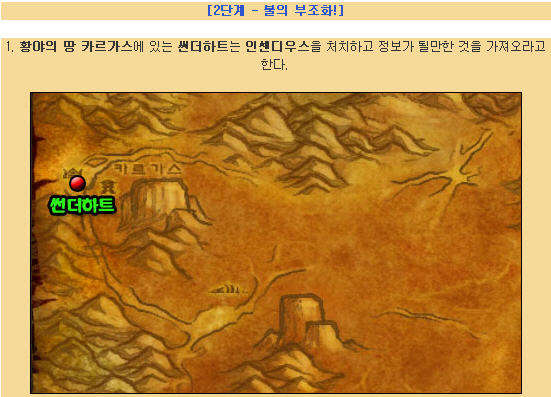 [2단계 - 불의 부조화!]
1. 황야의 땅 카르가스에 있는 썬더하트는 인센디우스을 처치하고 정보가 될만한 것을 가져오라고
한다.
카르가스
썬더하트